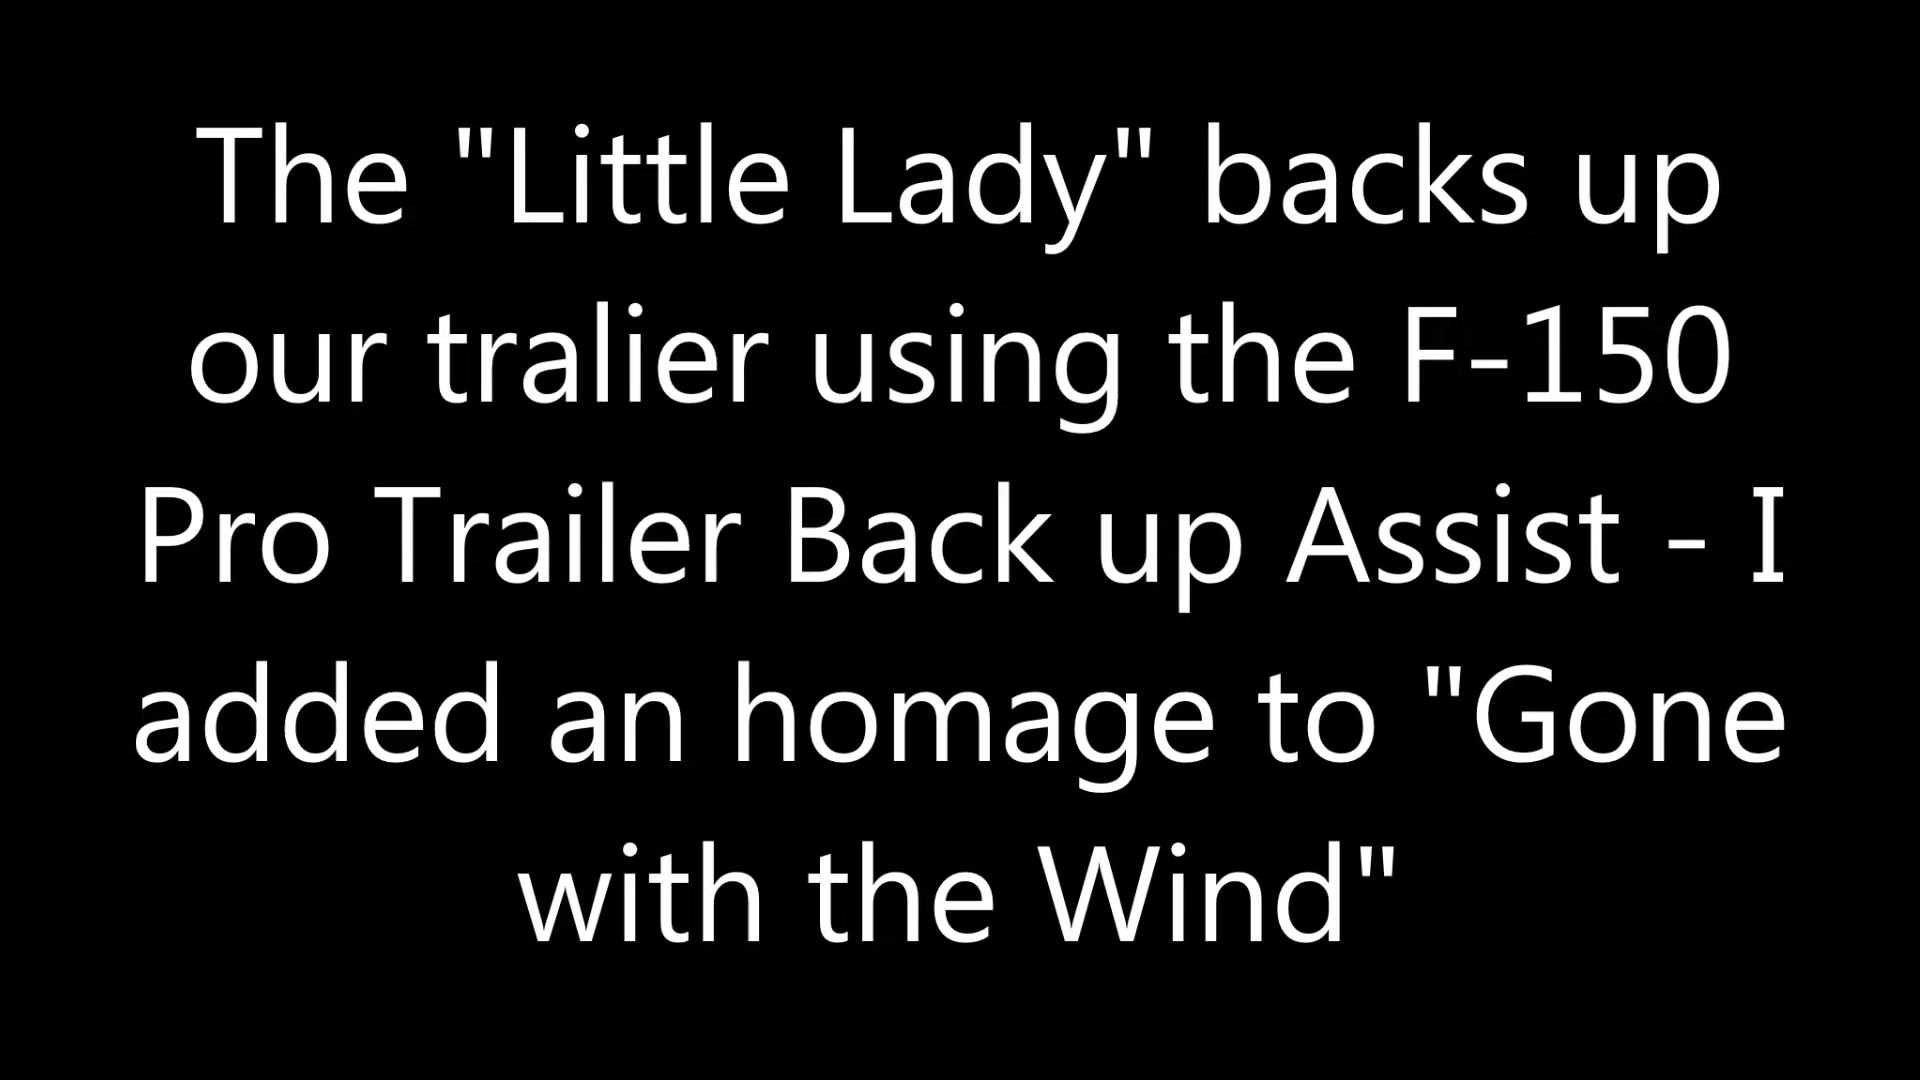 The "Little Lady" backs up
our tralier using the F-150
Pro Trailer Back up Assist - I
added an homage to "Gone
with the Wind"